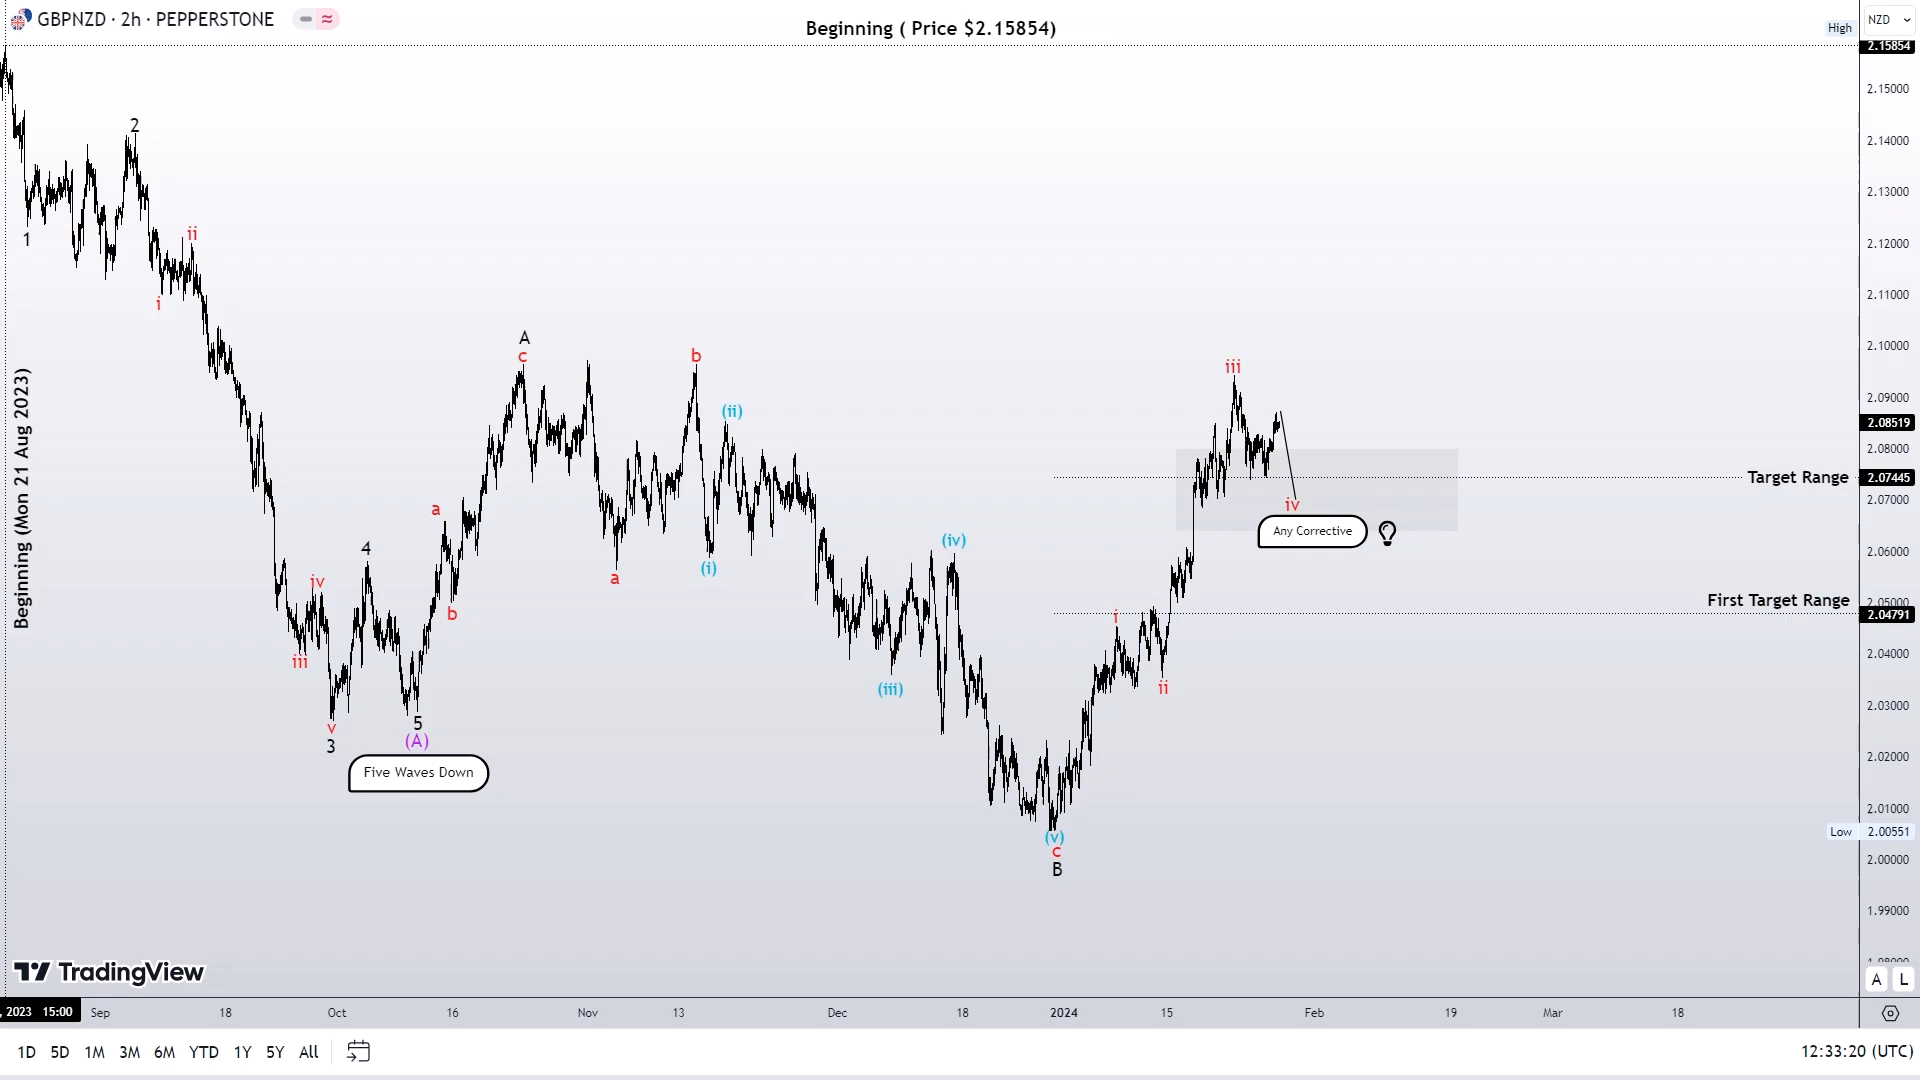 GBPNZD · 2h · PEPPERSTONE
Beginning ( Price $2.15854)
High
NZD
2.15854
2.15000
2.14000
2.13000
2.12000
2.11000
2.10000
2.09000
2.08519
2.08000
Target Range
2.07445
2.07000
2.06000
First Target Range
2.05000
2.04791
2.04000
2.03000
2.02000
2.01000
Low
2.00551
2.00000
1.99000
1.98000
Beginning (Mon 21 Aug 2023)
1
2
i
ii
iii
iv
v
3
4
5
(A)
Five Waves Down
a
b
A
c
a
b
(i)
(ii)
(iii)
(iv)
(v)
c
B
i
ii
iii
iv
Any Corrective
TradingView
A
L
, 2023 15:00
Sep
18
Oct
16
Nov
13
Dec
18
2024
15
Feb
19
Mar
18
1D 5D 1M 3M 6M YTD 1Y 5Y All
12:33:20 (UTC)